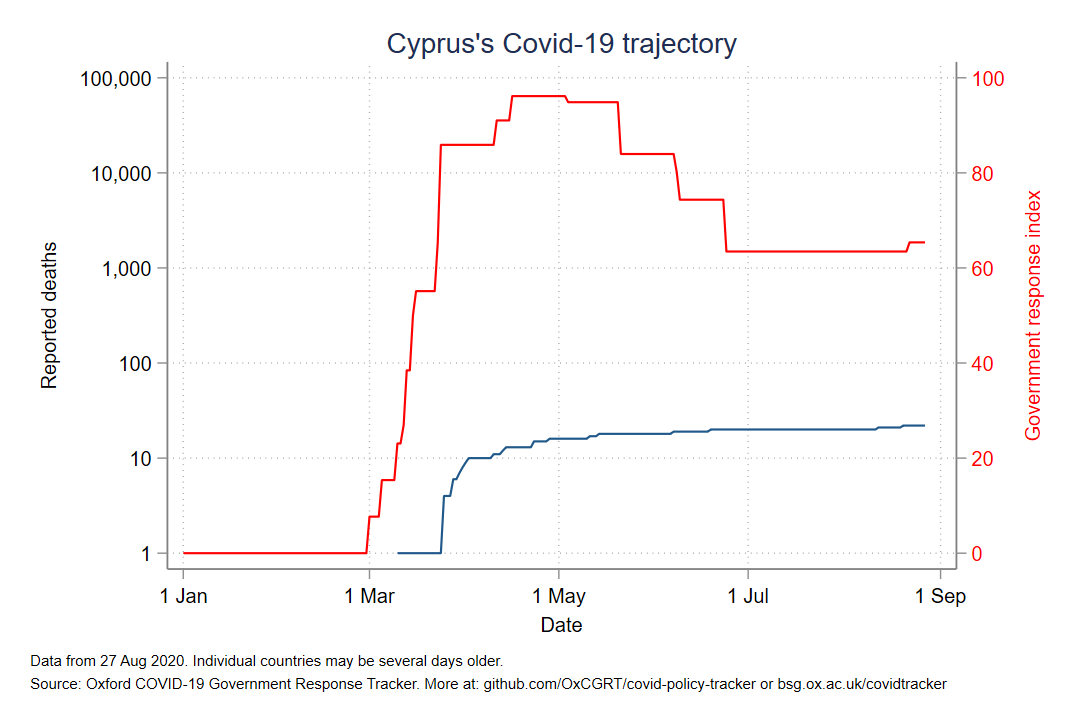 Cyprus's Covid-19 trajectory
100,000
10,000
1,000
100
10
1
Reported deaths
100
80
60
40
20
0
Government response index
1 Jan
1 Mar
1 May
1 Jul
1 Sep
Date
Data from 27 Aug 2020. Individual countries may be several days older.
Source: Oxford COVID-19 Government Response Tracker. More at: github.com/OxCGRT/covid-policy-tracker or bsg.ox.ac.uk/covidtracker